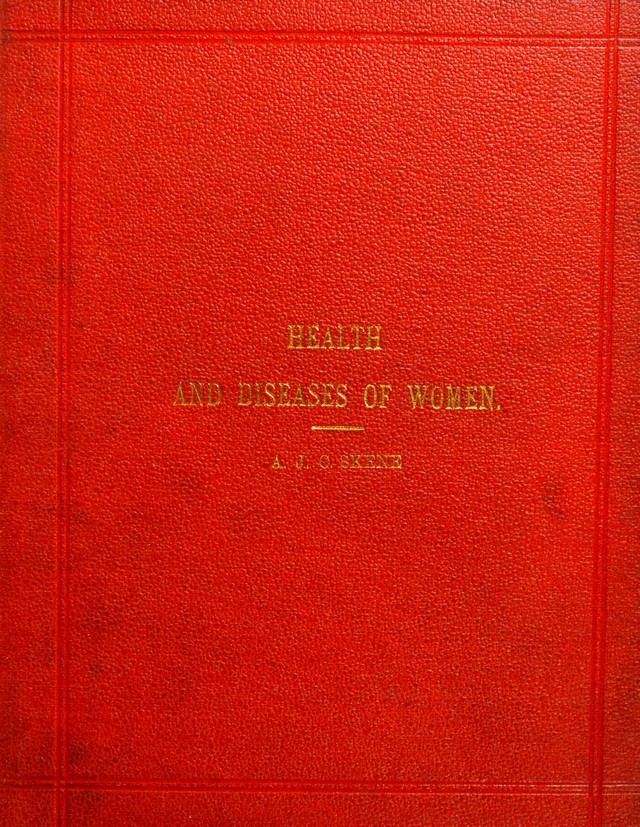 HEALTH
AND DISEASES OF WOMEN.
A. J. C. SKENE